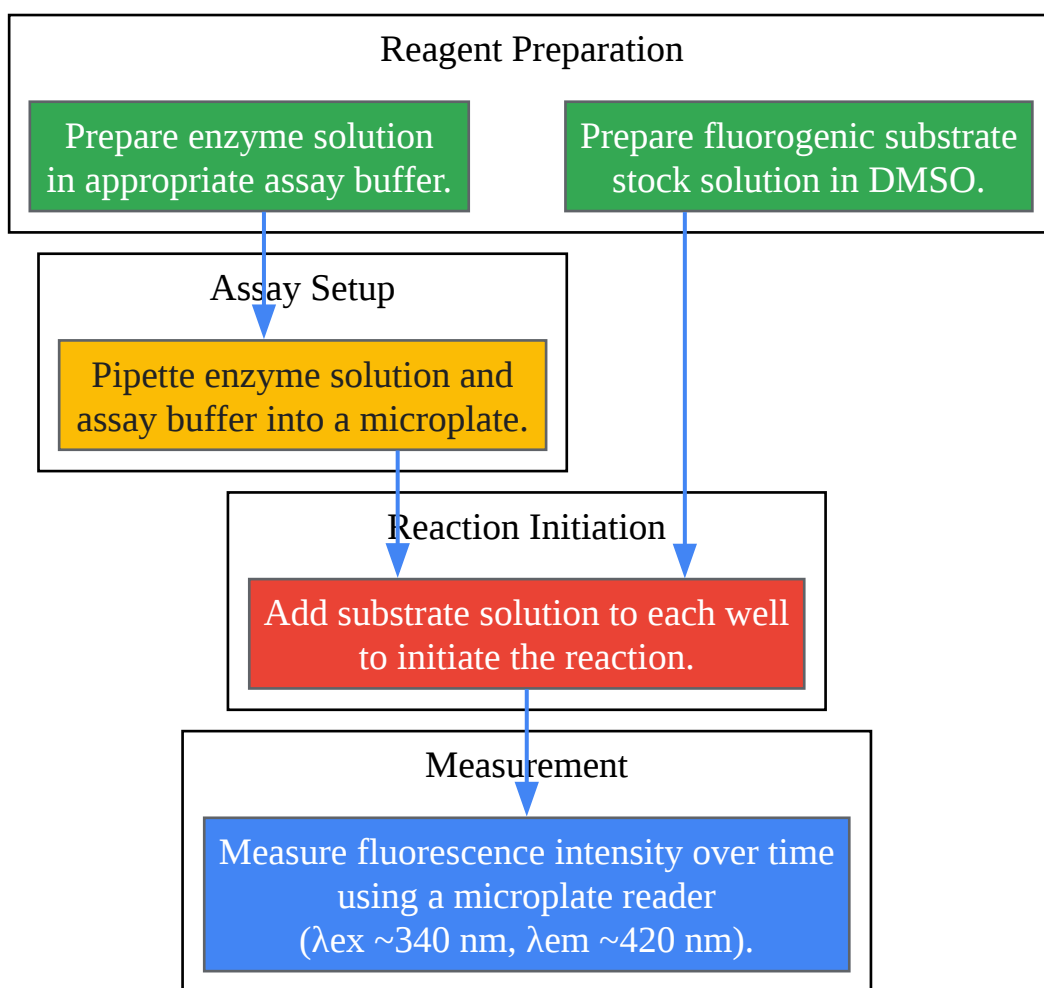 Reagent Preparation
Prepare enzyme solution
in appropriate assay buffer.
Prepare fluorogenic substrate
stock solution in DMSO.
Assay Setup
Pipette enzyme solution and
assay buffer into a microplate.
Reaction Initiation
Add substrate solution to each well
to initiate the reaction.
Measurement
Measure fluorescence intensity over time
using a microplate reader
(λex ~340 nm, λem ~420 nm).